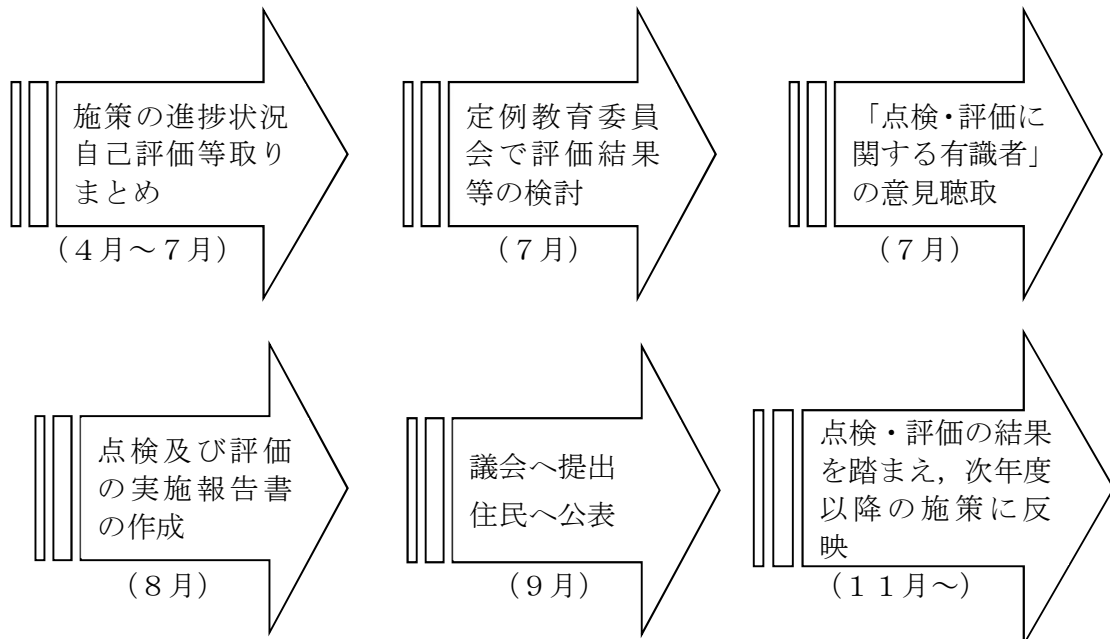 施策の進捗状況
自己評価等取り
まとめ
（４月～７月）
定例教育委員
会で評価結果
等の検討
（７月）
「点検・評価に
関する有識者」
の意見聴取
（７月）
点検及び評価
の実施報告書
の作成
（８月）
議会へ提出
住民へ公表
（９月）
点検・評価の結果
を踏まえ，次年度
以降の施策に反
映
（１１月～）